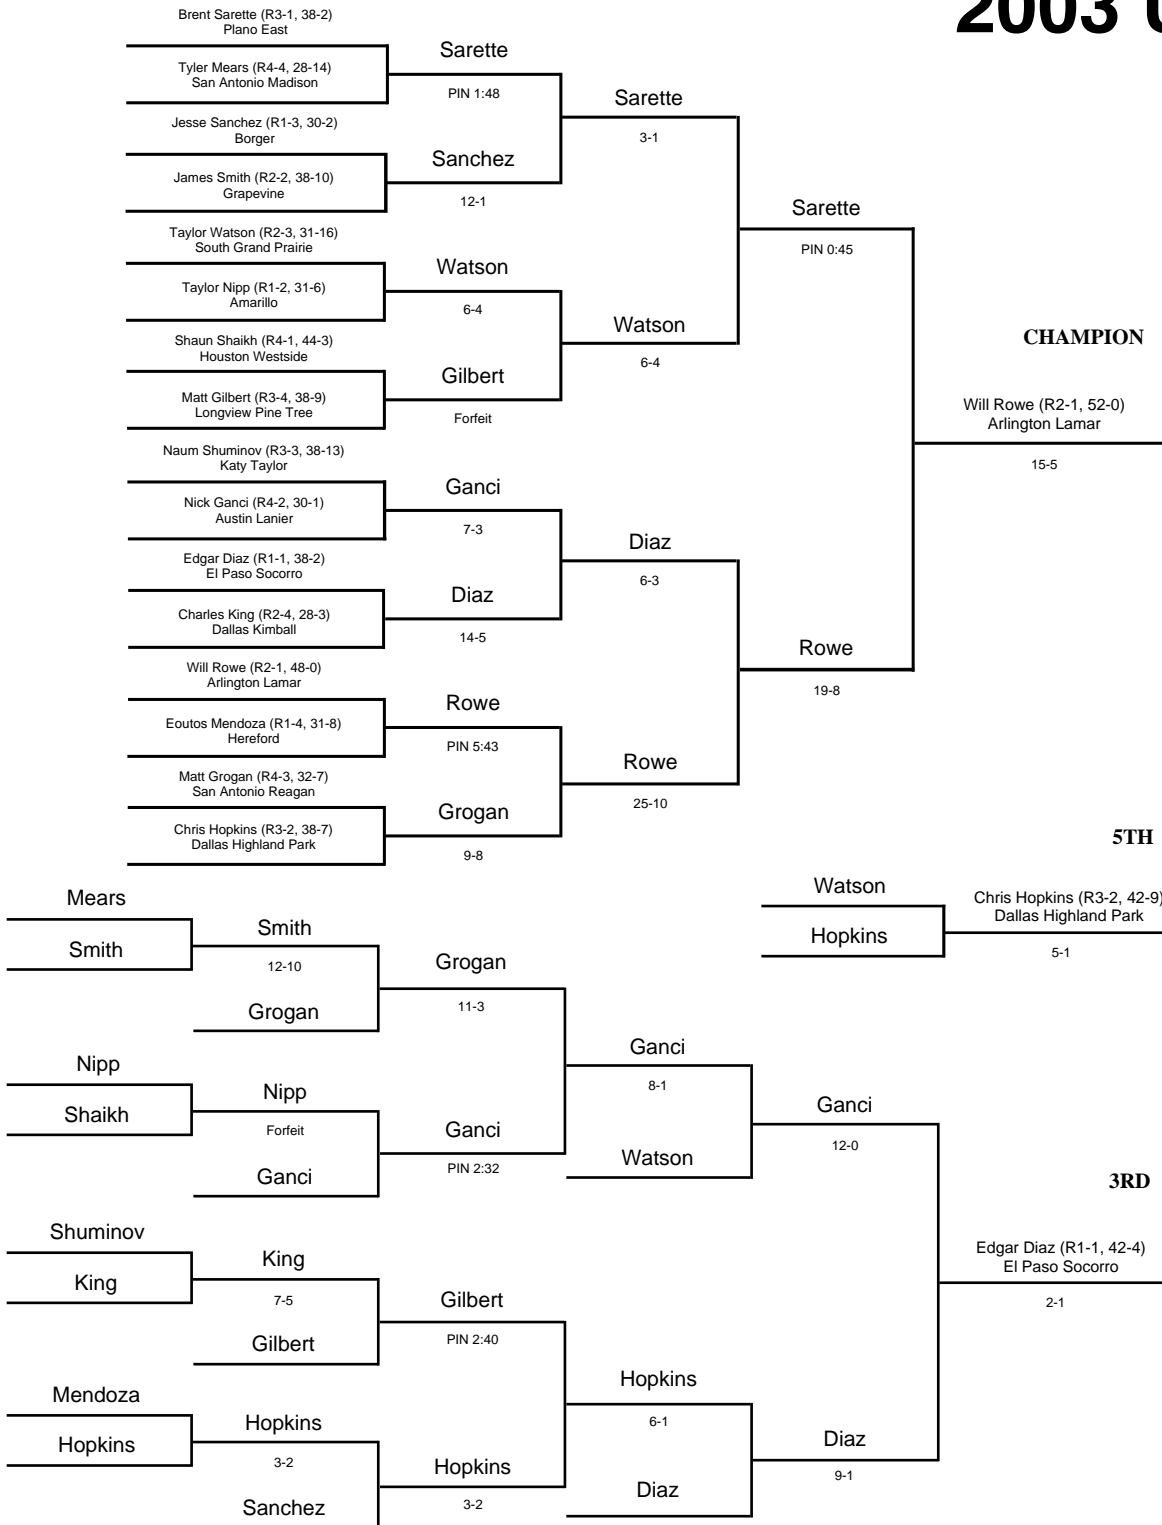 2003 U
Brent Sarette (R3-1, 38-2)
Plano East
Tyler Mears (R4-4, 28-14)
San Antonio Madison
Jesse Sanchez (R1-3, 30-2)
Borger
James Smith (R2-2, 38-10)
Grapevine
Taylor Watson (R2-3, 31-16)
South Grand Prairie
Taylor Nipp (R1-2, 31-6)
Amarillo
Shaun Shaikh (R4-1, 44-3)
Houston Westside
Matt Gilbert (R3-4, 38-9)
Longview Pine Tree
Naum Shuminov (R3-3, 38-13)
Katy Taylor
Nick Ganci (R4-2, 30-1)
Austin Lanier
Edgar Diaz (R1-1, 38-2)
El Paso Socorro
Charles King (R2-4, 28-3)
Dallas Kimball
Will Rowe (R2-1, 48-0)
Arlington Lamar
Eoutos Mendoza (R1-4, 31-8)
Hereford
Matt Grogan (R4-3, 32-7)
San Antonio Reagan
Chris Hopkins (R3-2, 38-7)
Dallas Highland Park
Sarette
PIN 1:48
Sanchez
12-1
Watson
6-4
Gilbert
Forfeit
Ganci
7-3
Diaz
14-5
Rowe
PIN 5:43
Grogan
9-8
Sarette
3-1
Watson
6-4
Diaz
6-3
Rowe
25-10
Sarette
PIN 0:45
Rowe
19-8
CHAMPION
Will Rowe (R2-1, 52-0)
Arlington Lamar
15-5
5TH
Watson
Hopkins
Chris Hopkins (R3-2, 42-9)
Dallas Highland Park
5-1
Mears
Smith
Nipp
Shaikh
Shuminov
King
Mendoza
Hopkins
Smith
12-10
Grogan
Nipp
Forfeit
Ganci
King
7-5
Gilbert
Hopkins
3-2
Sanchez
Grogan
11-3
Ganci
PIN 2:32
Gilbert
PIN 2:40
Hopkins
3-2
Ganci
8-1
Watson
Hopkins
6-1
Diaz
Ganci
12-0
Diaz
9-1
3RD
Edgar Diaz (R1-1, 42-4)
El Paso Socorro
2-1